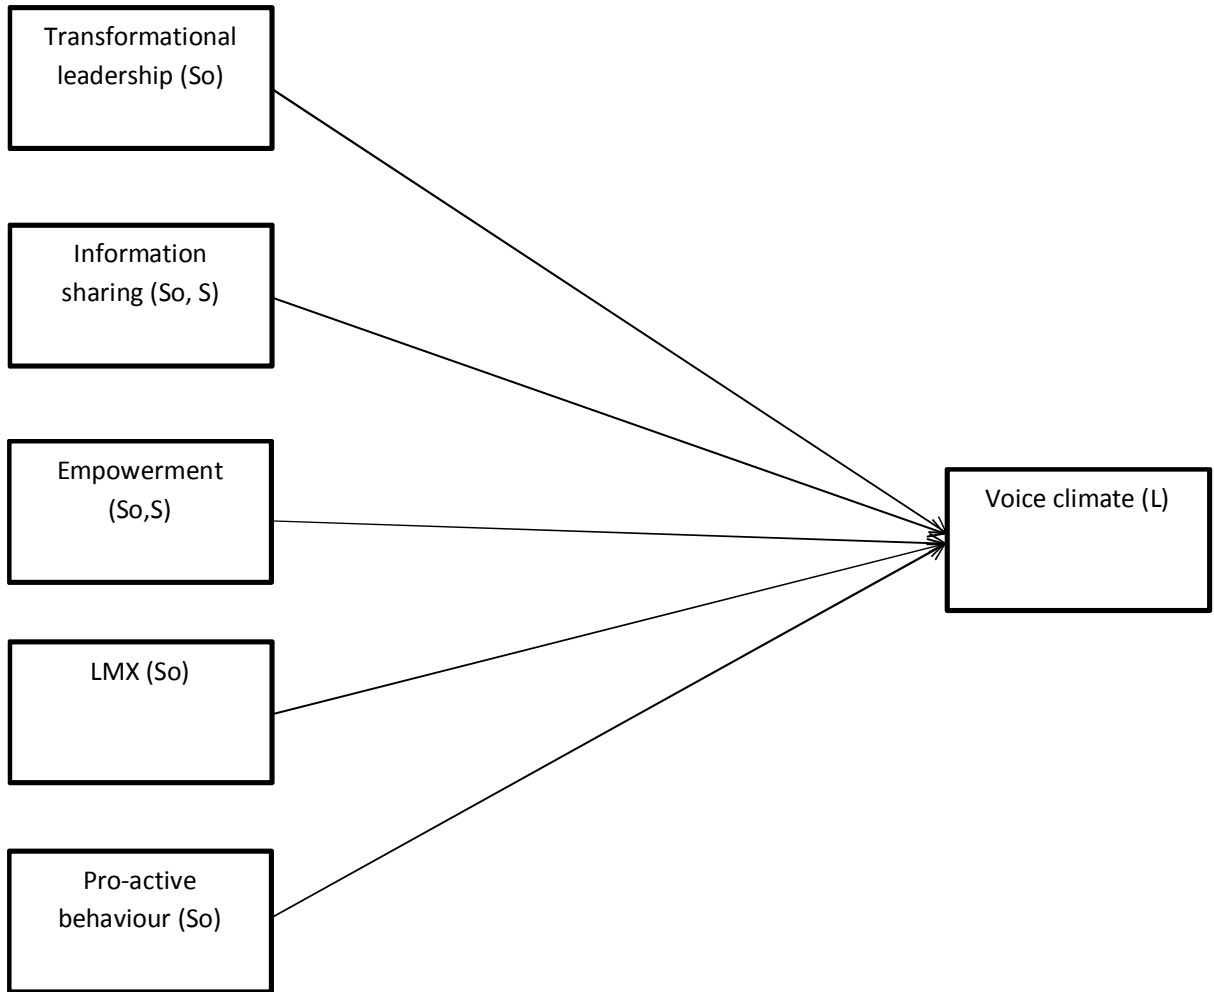 Transformational
leadership (So)
Information
sharing (So, S)
Empowerment
(So,S)
Voice climate (L)
LMX (So)
Pro-active
behaviour (So)